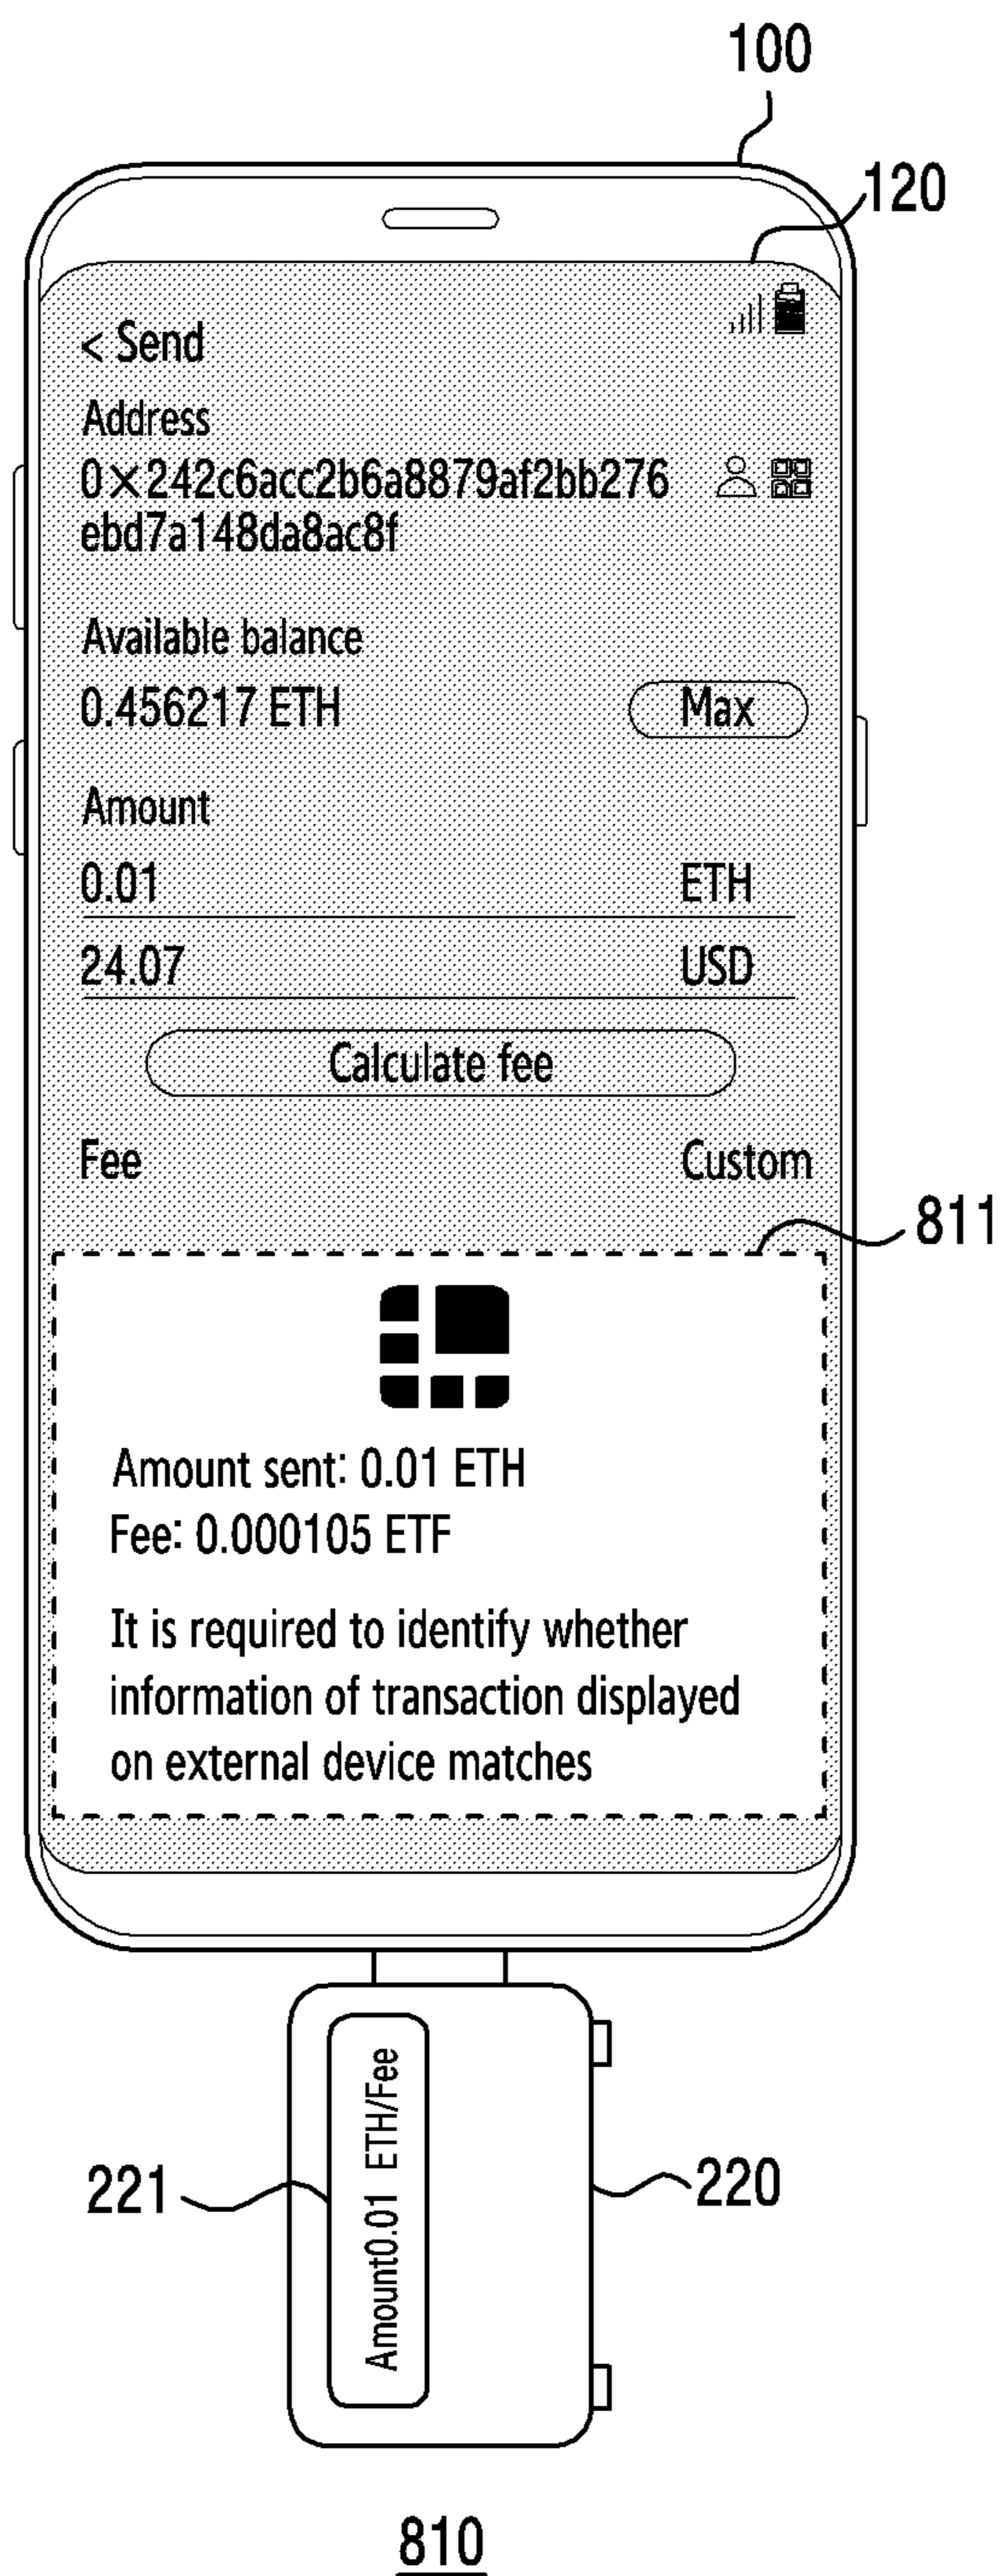 100
120
< Send
Address
0×242c6acc2b6a8879af2bb276
ebd7a148da8ac8f
Available balance
0.456217 ETH Max
Amount
0.01 ETH
24.07 USD
Calculate fee
Fee Custom
811
Amount sent: 0.01 ETH
Fee: 0.000105 ETF
It is required to identify whether
information of transaction displayed
on external device matches
Amount0.01 ETH/Fee
221
220
810